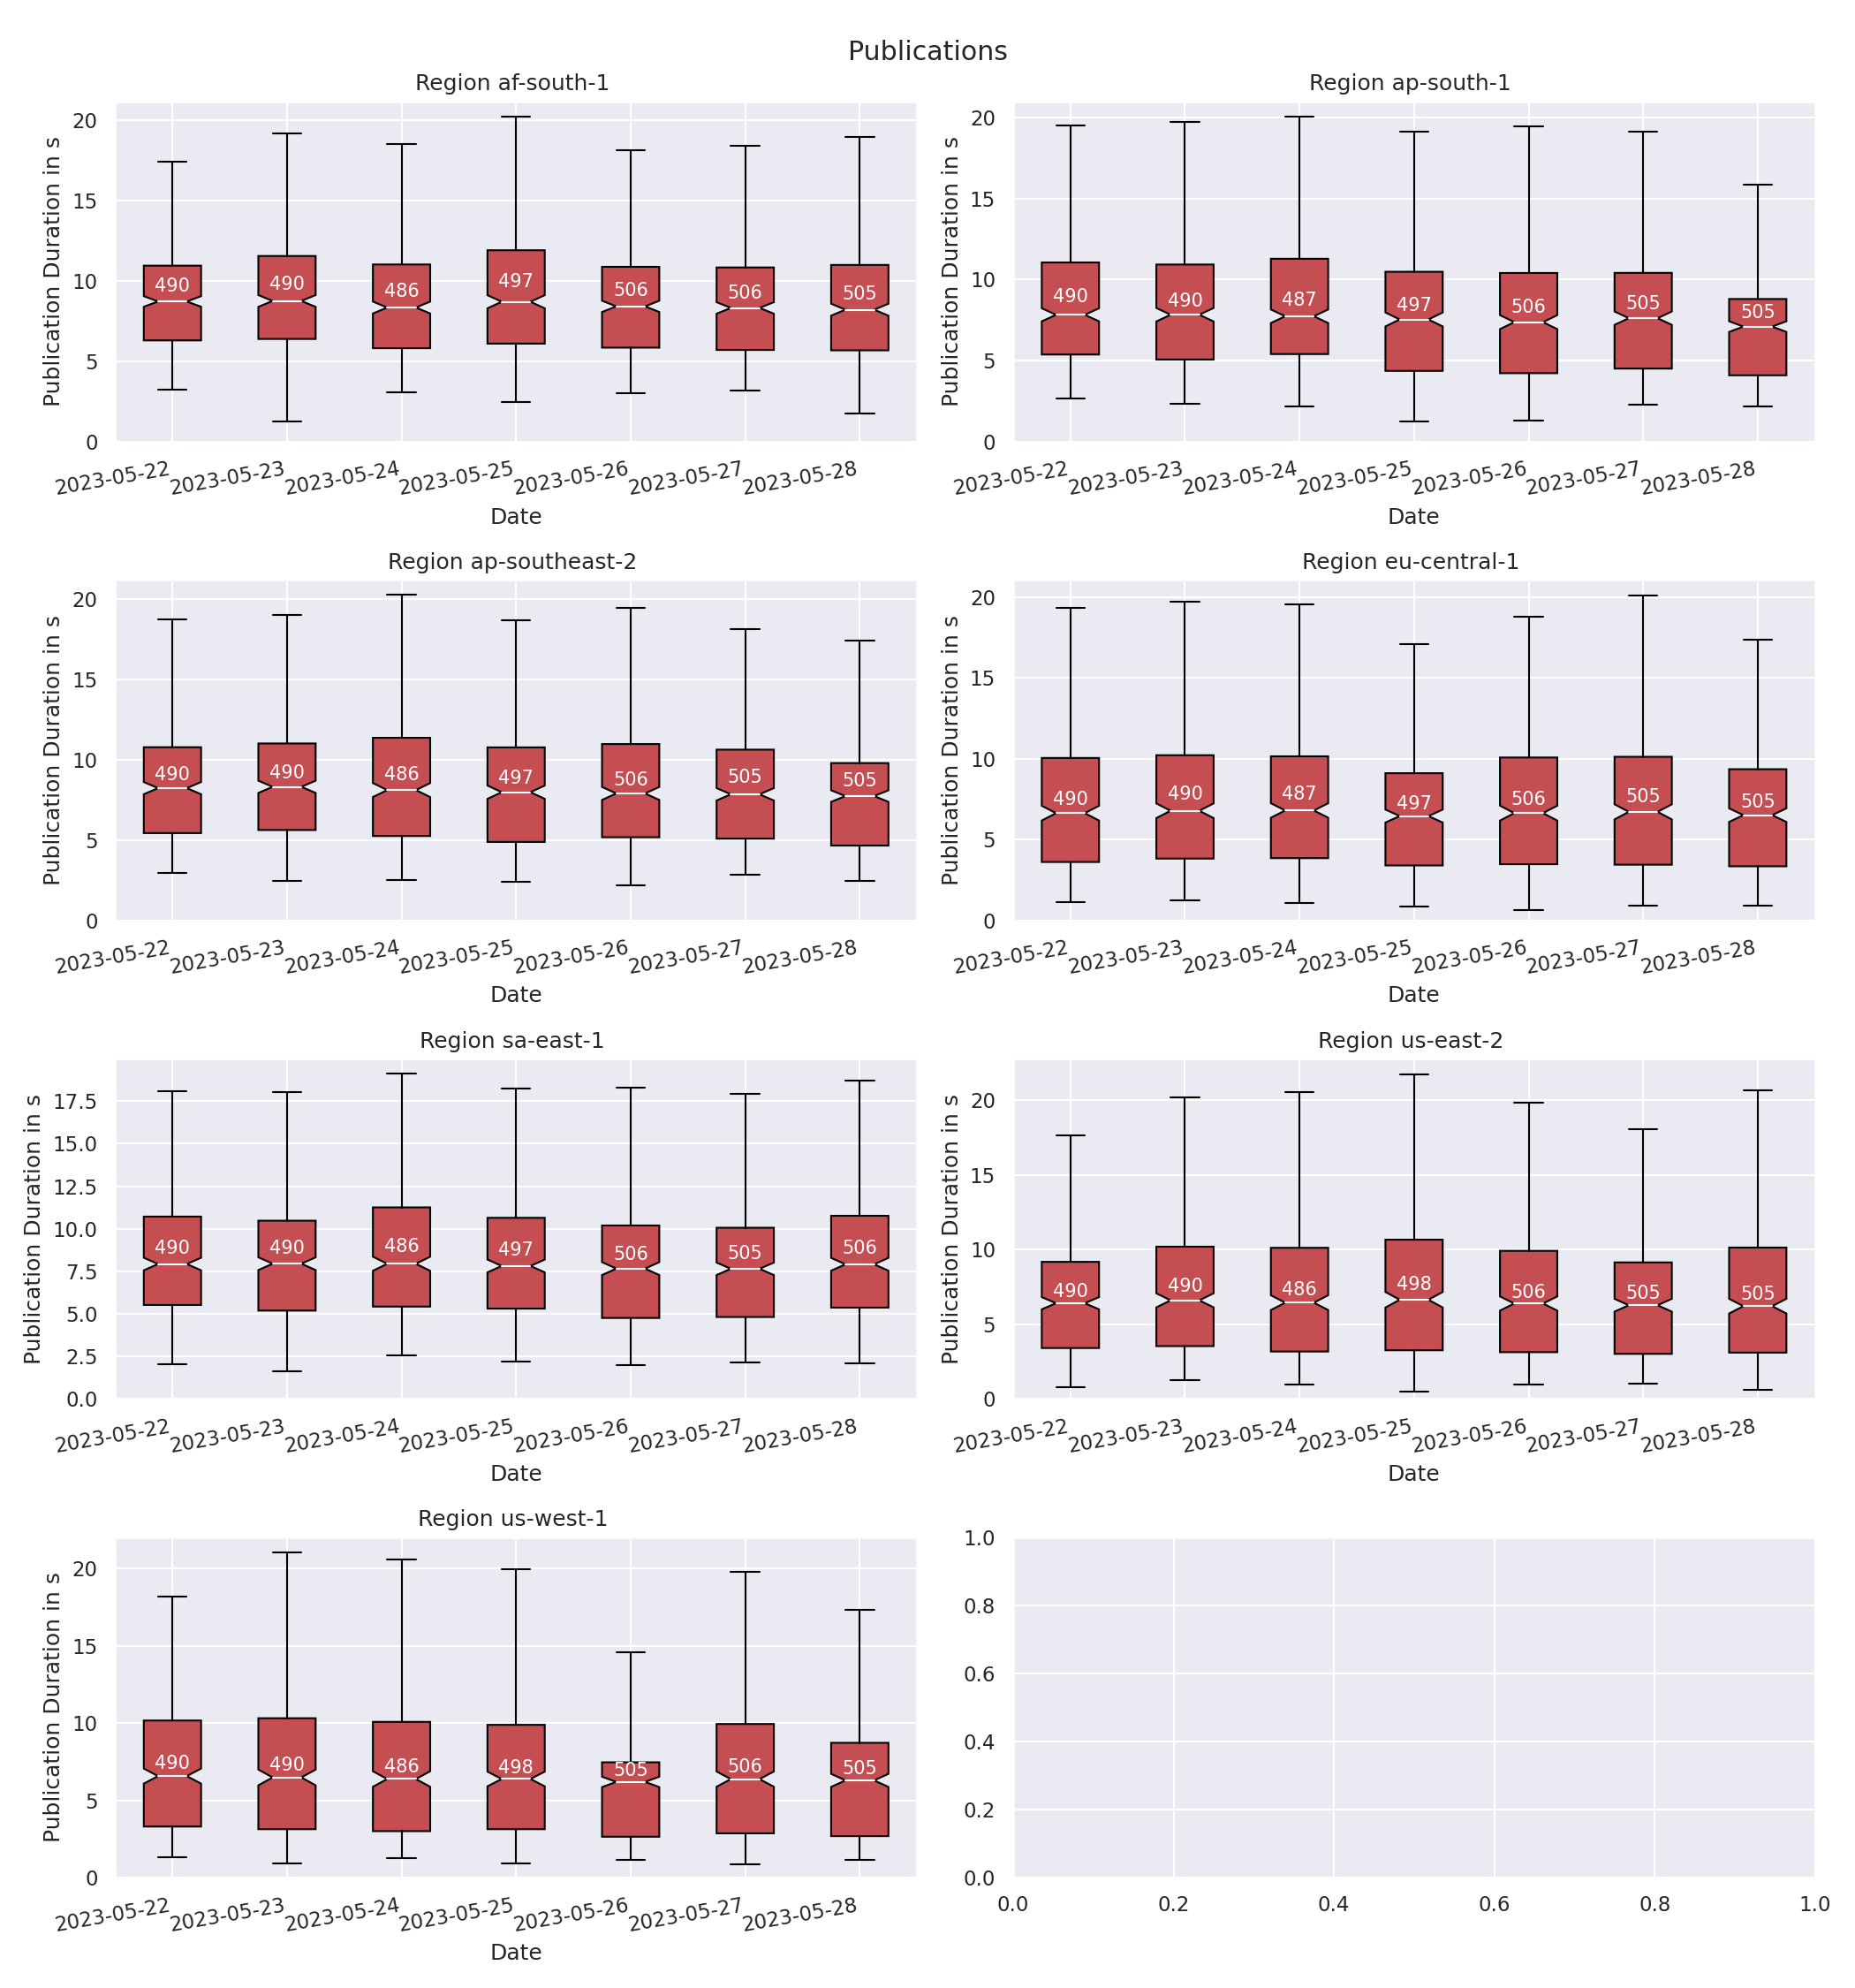 Publications
Region af-south-1
Publication Duration in s
20
15
10
5
0
490 490 486 497 506 506 505
2023-05-22 2023-05-23 2023-05-24 2023-05-25 2023-05-26 2023-05-27 2023-05-28
Date
Region ap-south-1
Publication Duration in s
20
15
10
5
0
490 490 487 497 506 505 505
2023-05-22 2023-05-23 2023-05-24 2023-05-25 2023-05-26 2023-05-27 2023-05-28
Date
Region ap-southeast-2
Publication Duration in s
20
15
10
5
0
490 490 486 497 506 505 505
2023-05-22 2023-05-23 2023-05-24 2023-05-25 2023-05-26 2023-05-27 2023-05-28
Date
Region eu-central-1
Publication Duration in s
20
15
10
5
0
490 490 487 497 506 505 505
2023-05-22 2023-05-23 2023-05-24 2023-05-25 2023-05-26 2023-05-27 2023-05-28
Date
Region sa-east-1
Publication Duration in s
17.5
15.0
12.5
10.0
7.5
5.0
2.5
0.0
490 490 486 497 506 505 506
2023-05-22 2023-05-23 2023-05-24 2023-05-25 2023-05-26 2023-05-27 2023-05-28
Date
Region us-east-2
Publication Duration in s
20
15
10
5
0
490 490 486 498 506 505 505
2023-05-22 2023-05-23 2023-05-24 2023-05-25 2023-05-26 2023-05-27 2023-05-28
Date
Region us-west-1
Publication Duration in s
20
15
10
5
0
490 490 486 498 505 506 505
2023-05-22 2023-05-23 2023-05-24 2023-05-25 2023-05-26 2023-05-27 2023-05-28
Date
1.0
0.8
0.6
0.4
0.2
0.0
0.0 0.2 0.4 0.6 0.8 1.0